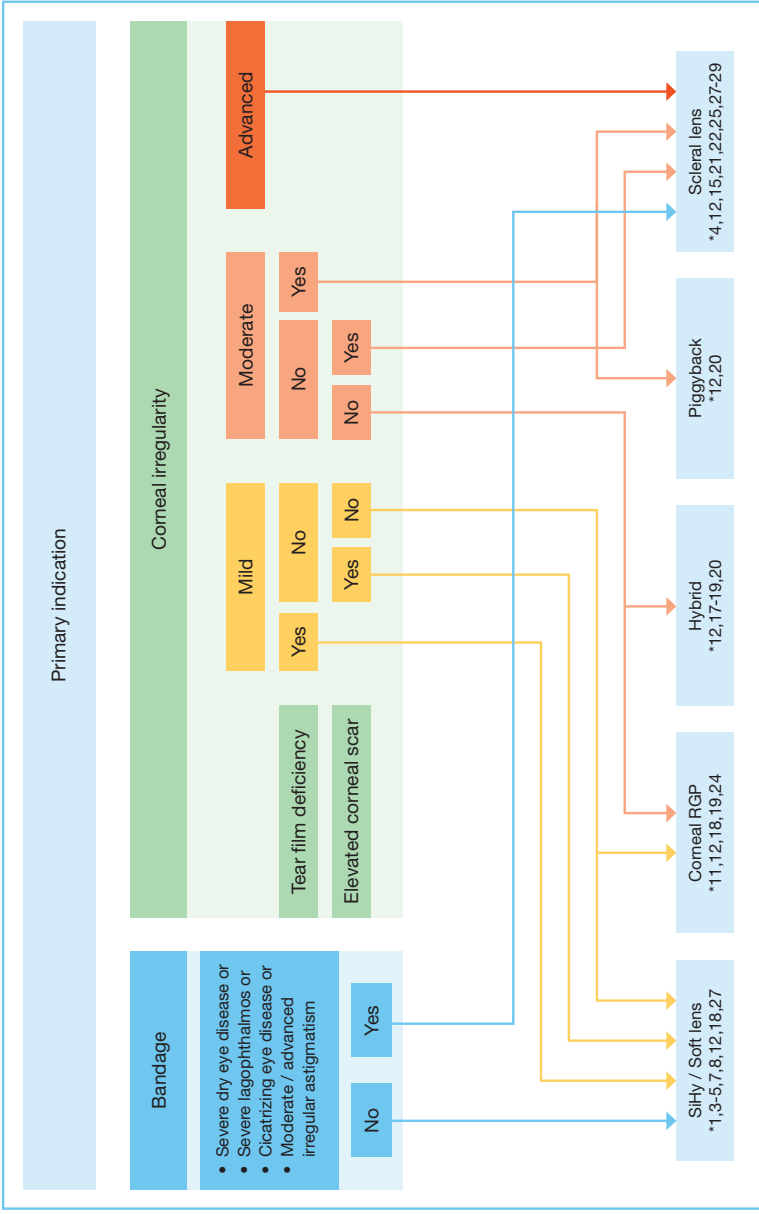 Primary indication
Bandage
• Severe dry eye disease or
• Severe lagophthalmos or
• Cicatrizing eye disease or
• Moderate / advanced
irregular astigmatism
No
Yes
Corneal irregularity
Tear film deficiency
Elevated corneal scar
Mild
Yes
No
Yes
No
Moderate
No
Yes
No
Yes
Advanced
SiHy / Soft lens
*1,3–5,7,8,12,18,27
Corneal RGP
*11,12,18,19,24
Hybrid
*12,17-19,20
Piggyback
*12,20
Scleral lens
*4,12,15,21,22,25,27-29